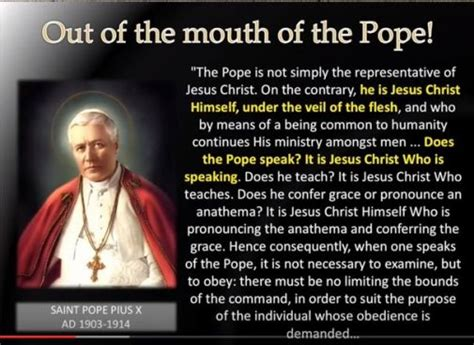 Out of the mouth of the Pope!
"The Pope is not simply the representative of
Jesus Christ. On the contrary, he is Jesus Christ
Himself, under the veil of the flesh, and who
by means of a being common to humanity
continues His ministry amongst men ... Does
the Pope speak? It is Jesus Christ Who is
speaking. Does he teach? It is Jesus Christ Who
teaches. Does he confer grace or pronounce an
anathema? It is Jesus Christ Himself Who is
pronouncing the anathema and conferring the
grace. Hence consequently, when one speaks
of the Pope, it is not necessary to examine, but
to obey: there must be no limiting the bounds
of the command, in order to suit the purpose
of the individual whose obedience is
demanded...
SAINT POPE PIUS X
AD 1903-1914